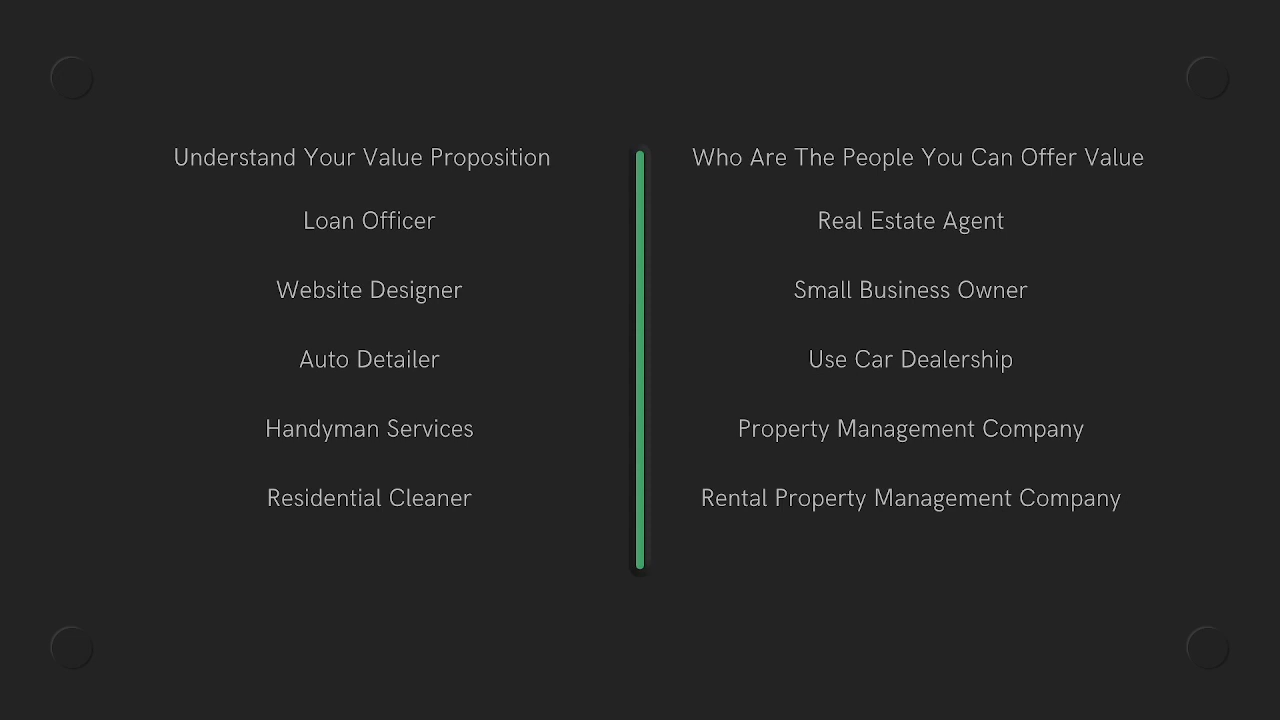 Understand Your Value Proposition
Loan Officer
Website Designer
Auto Detailer
Handyman Services
Residential Cleaner
Who Are The People You Can Offer Value
Real Estate Agent
Small Business Owner
Use Car Dealership
Property Management Company
Rental Property Management Company